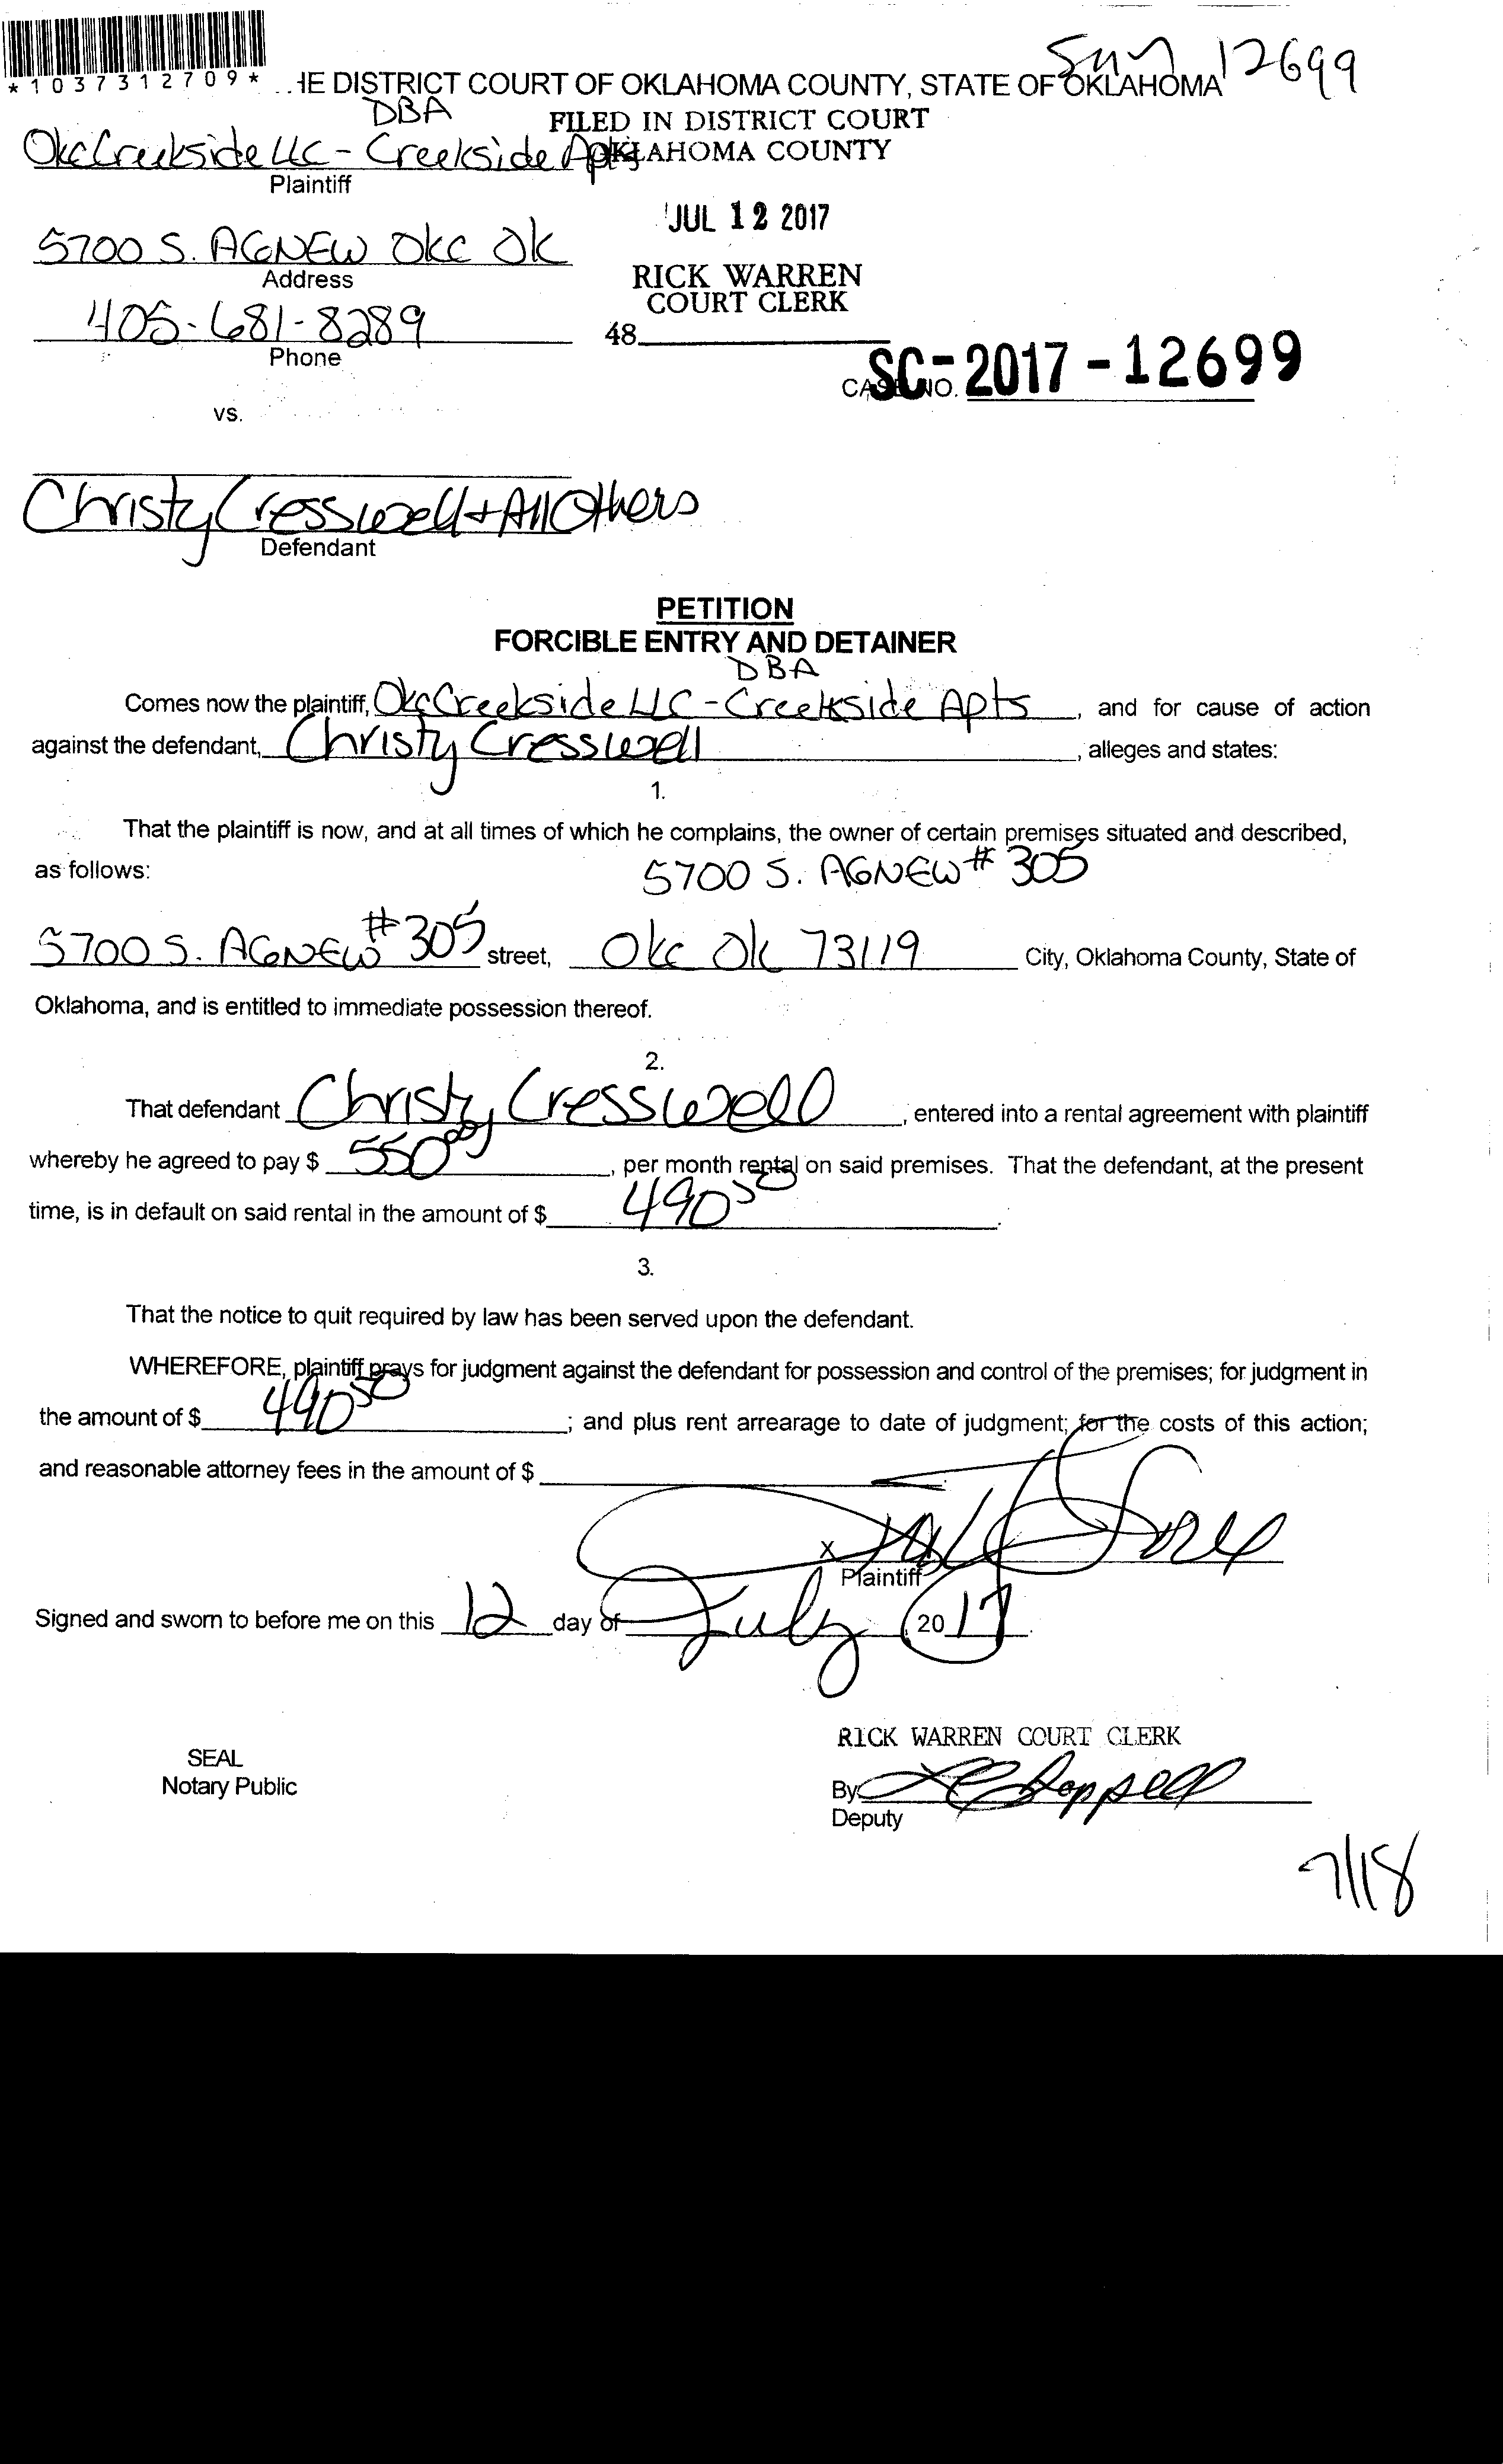 *1037312709*
HE DISTRICT COURT OF OKLAHOMA COUNTY, STATE OF OKLAHOMA 12699
DBA
FILED IN DISTRICT COURT
OKLAHOMA COUNTY
Okc Creekside LLC - Creekside Apts
Plaintiff
JUL 12 2017
5700 S. AGNEW Okc Ok
Address
RICK WARREN
COURT CLERK
405-681-8289
Phone
48
CASE NO. SC-2017-12699
vs.
Christy Cresswell + All Others
Defendant
PETITION
FORCIBLE ENTRY AND DETAINER
DBA
Comes now the plaintiff, Okc Creekside LLC - Creekside Apts, and for cause of action
against the defendant, Christy Cresswell, alleges and states:
1.
That the plaintiff is now, and at all times of which he complains, the owner of certain premises situated and described,
as follows: 5700 S. AGNEW # 305
5700 S. AGNEW # 305 street, Okc Ok 73119 City, Oklahoma County, State of
Oklahoma, and is entitled to immediate possession thereof.
2.
That defendant Christy Cresswell, entered into a rental agreement with plaintiff
whereby he agreed to pay $ 550 00, per month rental on said premises. That the defendant, at the present
time, is in default on said rental in the amount of $ 490 50.
3.
That the notice to quit required by law has been served upon the defendant.
WHEREFORE, plaintiff prays for judgment against the defendant for possession and control of the premises; for judgment in
the amount of $ 490 50; and plus rent arrearage to date of judgment; for the costs of this action;
and reasonable attorney fees in the amount of $
X
Plaintiff
Signed and sworn to before me on this 12 day of July, 2017.
RICK WARREN COURT CLERK
SEAL
Notary Public
By
Deputy
7/18